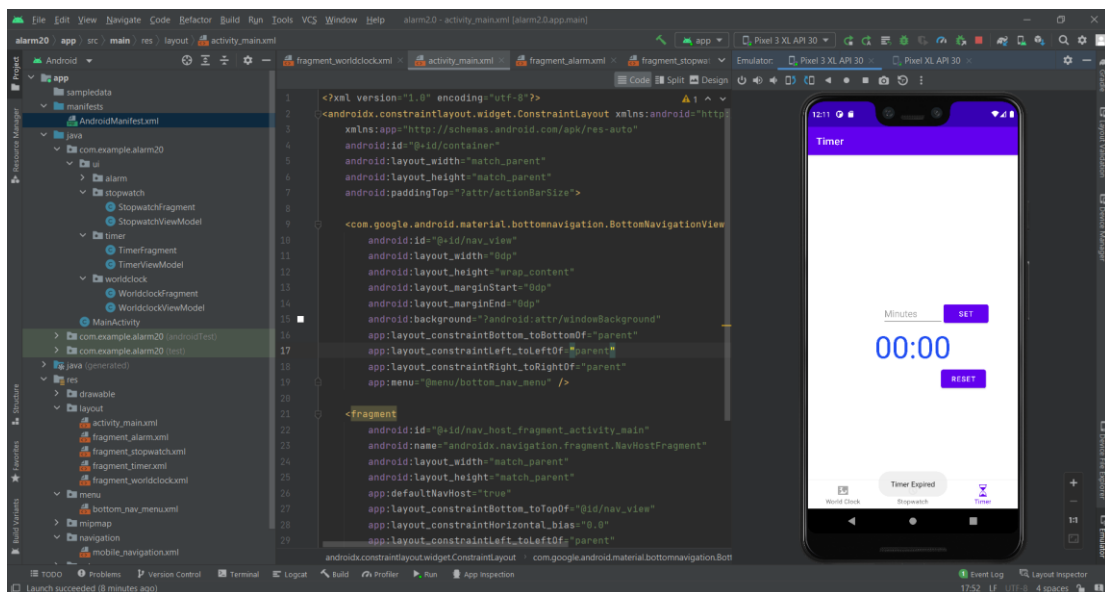 File Edit View Navigate Code Refactor Build Run Tools VCS Window Help alarm2.0 - activity_main.xml [alarm2.0.app.main]
alarm20 app src main res layout activity_main.xml
app Pixel 3 XL API 30
Android
fragment_worldclock.xml activity_main.xml fragment_alarm.xml fragment_stopwat
Emulator: Pixel 3 XL API 30 Pixel XL API 30
Code Split Design
Project
Resource Manager
Structure
Favorites
Build Variants
app
sampledata
manifests
AndroidManifest.xml
java
com.example.alarm20
ui
alarm
stopwatch
StopwatchFragment
StopwatchViewModel
timer
TimerFragment
TimerViewModel
worldclock
WorldclockFragment
WorldclockViewModel
MainActivity
com.example.alarm20 (androidTest)
com.example.alarm20 (test)
java (generated)
res
drawable
layout
activity_main.xml
fragment_alarm.xml
fragment_stopwatch.xml
fragment_timer.xml
fragment_worldclock.xml
menu
bottom_nav_menu.xml
mipmap
navigation
mobile_navigation.xml
1 <?xml version="1.0" encoding="utf-8"?>
2 <androidx.constraintlayout.widget.ConstraintLayout xmlns:android="http
3 xmlns:app="http://schemas.android.com/apk/res-auto"
4 android:id="@+id/container"
5 android:layout_width="match_parent"
6 android:layout_height="match_parent"
7 android:paddingTop="?attr/actionBarSize">
8
9 <com.google.android.material.bottomnavigation.BottomNavigationView
10 android:id="@+id/nav_view"
11 android:layout_width="0dp"
12 android:layout_height="wrap_content"
13 android:layout_marginStart="0dp"
14 android:layout_marginEnd="0dp"
15 android:background="?android:attr/windowBackground"
16 app:layout_constraintBottom_toBottomOf="parent"
17 app:layout_constraintLeft_toLeftOf="parent"
18 app:layout_constraintRight_toRightOf="parent"
19 app:menu="@menu/bottom_nav_menu" />
20
21 <fragment
22 android:id="@+id/nav_host_fragment_activity_main"
23 android:name="androidx.navigation.fragment.NavHostFragment"
24 android:layout_width="match_parent"
25 android:layout_height="match_parent"
26 app:defaultNavHost="true"
27 app:layout_constraintBottom_toTopOf="@id/nav_view"
28 app:layout_constraintHorizontal_bias="0.0"
29 app:layout_constraintLeft_toLeftOf="parent"
1
androidx.constraintlayout.widget.ConstraintLayout com.google.android.material.bottomnavigation.Bott
12:11
Timer
Minutes SET
00:00
RESET
Timer Expired
World Clock Stopwatch Timer
1:1
Gradle
Layout Validation
Device Manager
Device File Explorer
Emulator
TODO Problems Version Control Terminal Logcat Build Profiler Run App Inspection Event Log Layout Inspector
Launch succeeded (8 minutes ago) 17:52 LF UTF-8 4 spaces